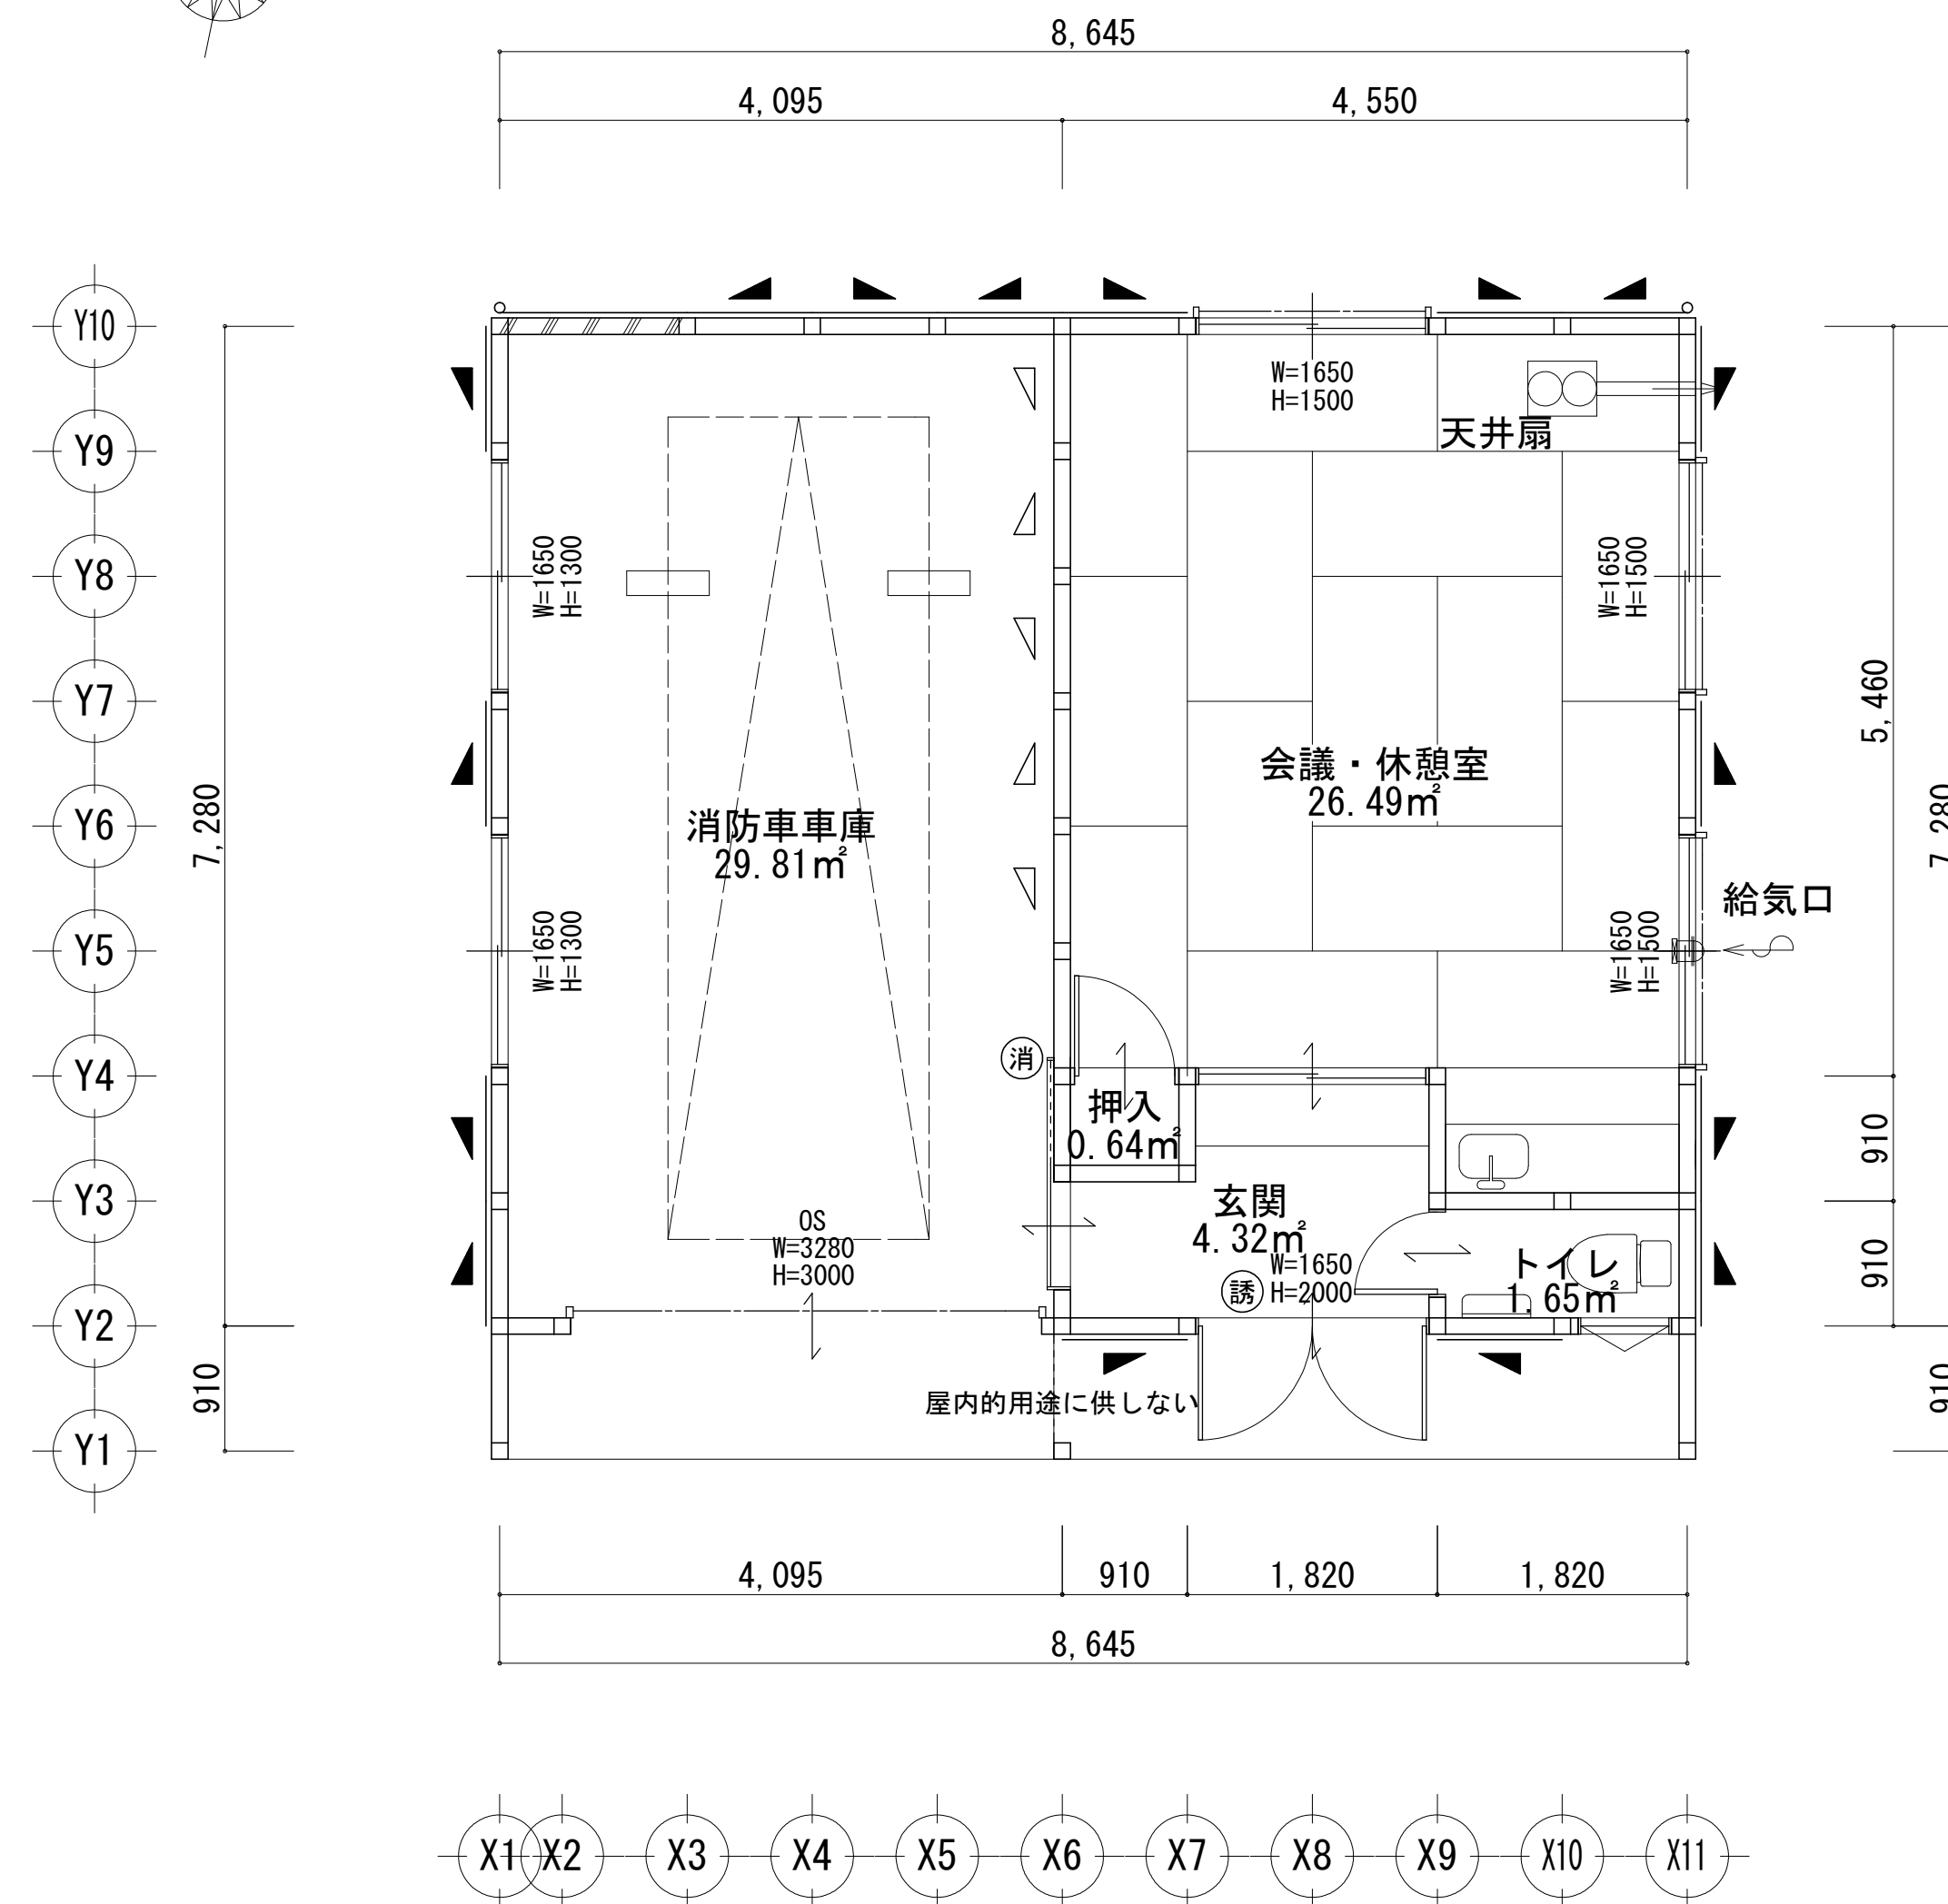 8,645
4,095
4,550
Y10
Y9
Y8
Y7
Y6
Y5
Y4
Y3
Y2
Y1
7,280
910
W=1650
H=1500
天井扇
W=1650
H=1300
W=1650
H=1500
会議・休憩室
26.49㎡
消防車車庫
29.81㎡
給気口
W=1650
H=1300
W=1650
H=1500
消
押入
0.64㎡
玄関
4.32㎡
W=1650
H=2000
誘
トイレ
1.65㎡
OS
W=3280
H=3000
屋内的用途に供しない
5,460
910
910
7,280
910
4,095
910
1,820
1,820
8,645
X1
X2
X3
X4
X5
X6
X7
X8
X9
X10
X11